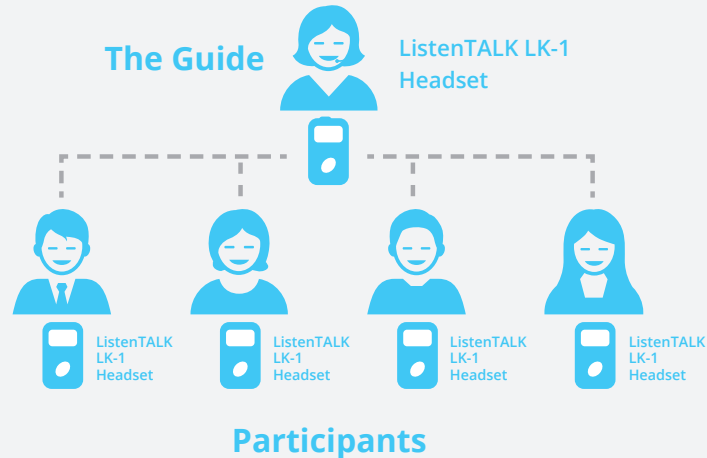 The Guide
ListenTALK LK-1
Headset
ListenTALK
LK-1
Headset
ListenTALK
LK-1
Headset
ListenTALK
LK-1
Headset
ListenTALK
LK-1
Headset
Participants